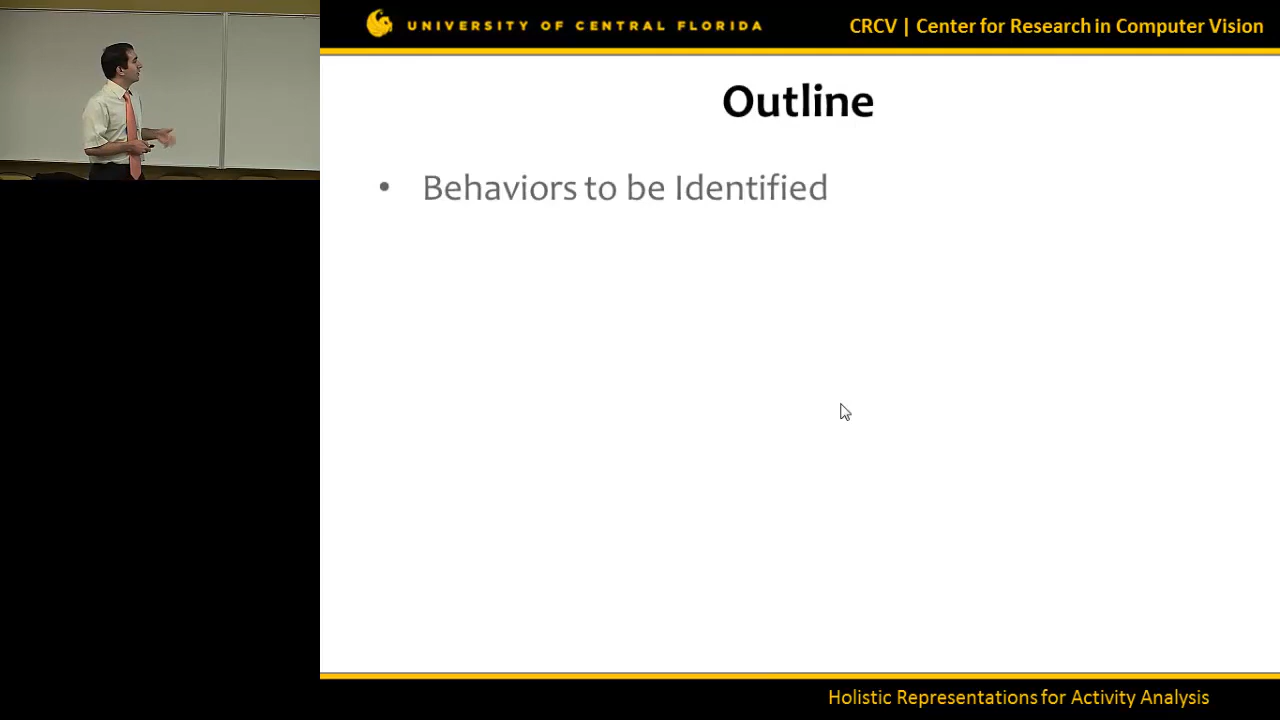 UNIVERSITY OF CENTRAL FLORIDA
CRCV | Center for Research in Computer Vision
Outline
• Behaviors to be Identified
Holistic Representations for Activity Analysis